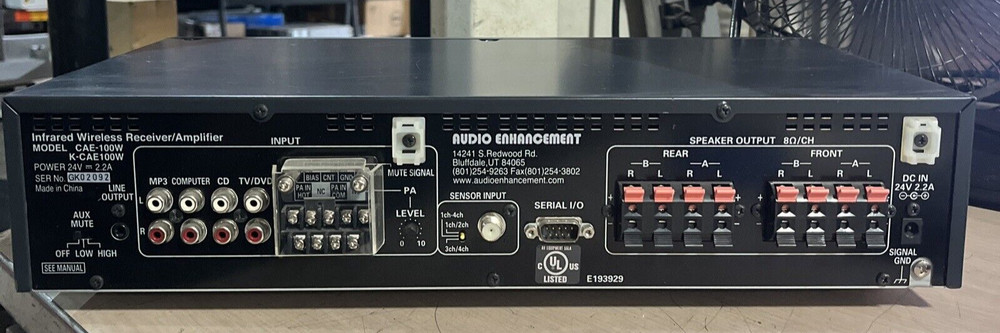 Infrared Wireless Receiver/Amplifier
MODEL CAE-100W
K-CAE100W
POWER 24V ⎓ 2.2A
SER No GK02092
Made in China
LINE
OUTPUT
AUX
MUTE
OFF LOW HIGH
SEE MANUAL
INPUT
MP3 COMPUTER CD TV/DVD
L
R
BIAS CNT GND
PA IN HOT
NC
PA IN COM
MUTE SIGNAL
PA
LEVEL
0 10
AUDIO ENHANCEMENT
14241 S.Redwood Rd.
Bluffdale,UT 84065
(801)254-9263 Fax(801)254-3802
www.audioenhancement.com
SENSOR INPUT
1ch-4ch
1ch/2ch
3ch/4ch
SERIAL I/O
C UL US
LISTED
E193929
SPEAKER OUTPUT 8Ω/CH
REAR
B A
R L R L
+ +
- -
FRONT
B A
R L R L
+ +
- -
DC IN
24V 2.2A
SIGNAL
GND